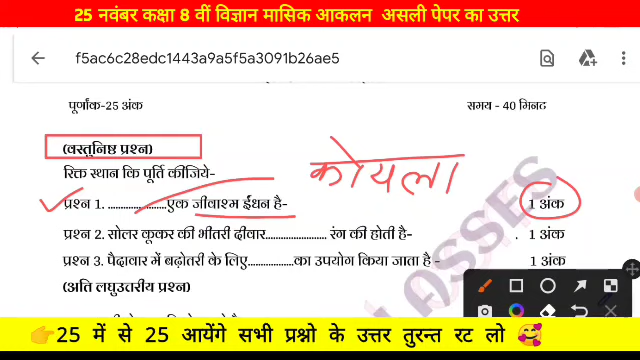 25 नवंबर कक्षा 8 वीं विज्ञान मासिक आकलन असली पेपर का उत्तर
f5ac6c28edc1443a9a5f5a3091b26ae5
पूर्णांक-25 अंक समय - 40 मिनट
(वस्तुनिष्ठ प्रश्न)
रिक्त स्थान कि पूर्ति कीजिये-
कोयला
प्रश्न 1. ....................एक जीवाश्म ईंधन है- 1 अंक
प्रश्न 2. सोलर कूकर की भीतरी दीवार.................... रंग की होती है- 1 अंक
प्रश्न 3. पैदावार में बढ़ोतरी के लिए................का उपयोग किया जाता है - 1 अंक
(अति लघुउत्तरीय प्रश्न)
LASSES
👉25 में से 25 आयेंगे सभी प्रश्नो के उत्तर तुरन्त रट लो 🥰